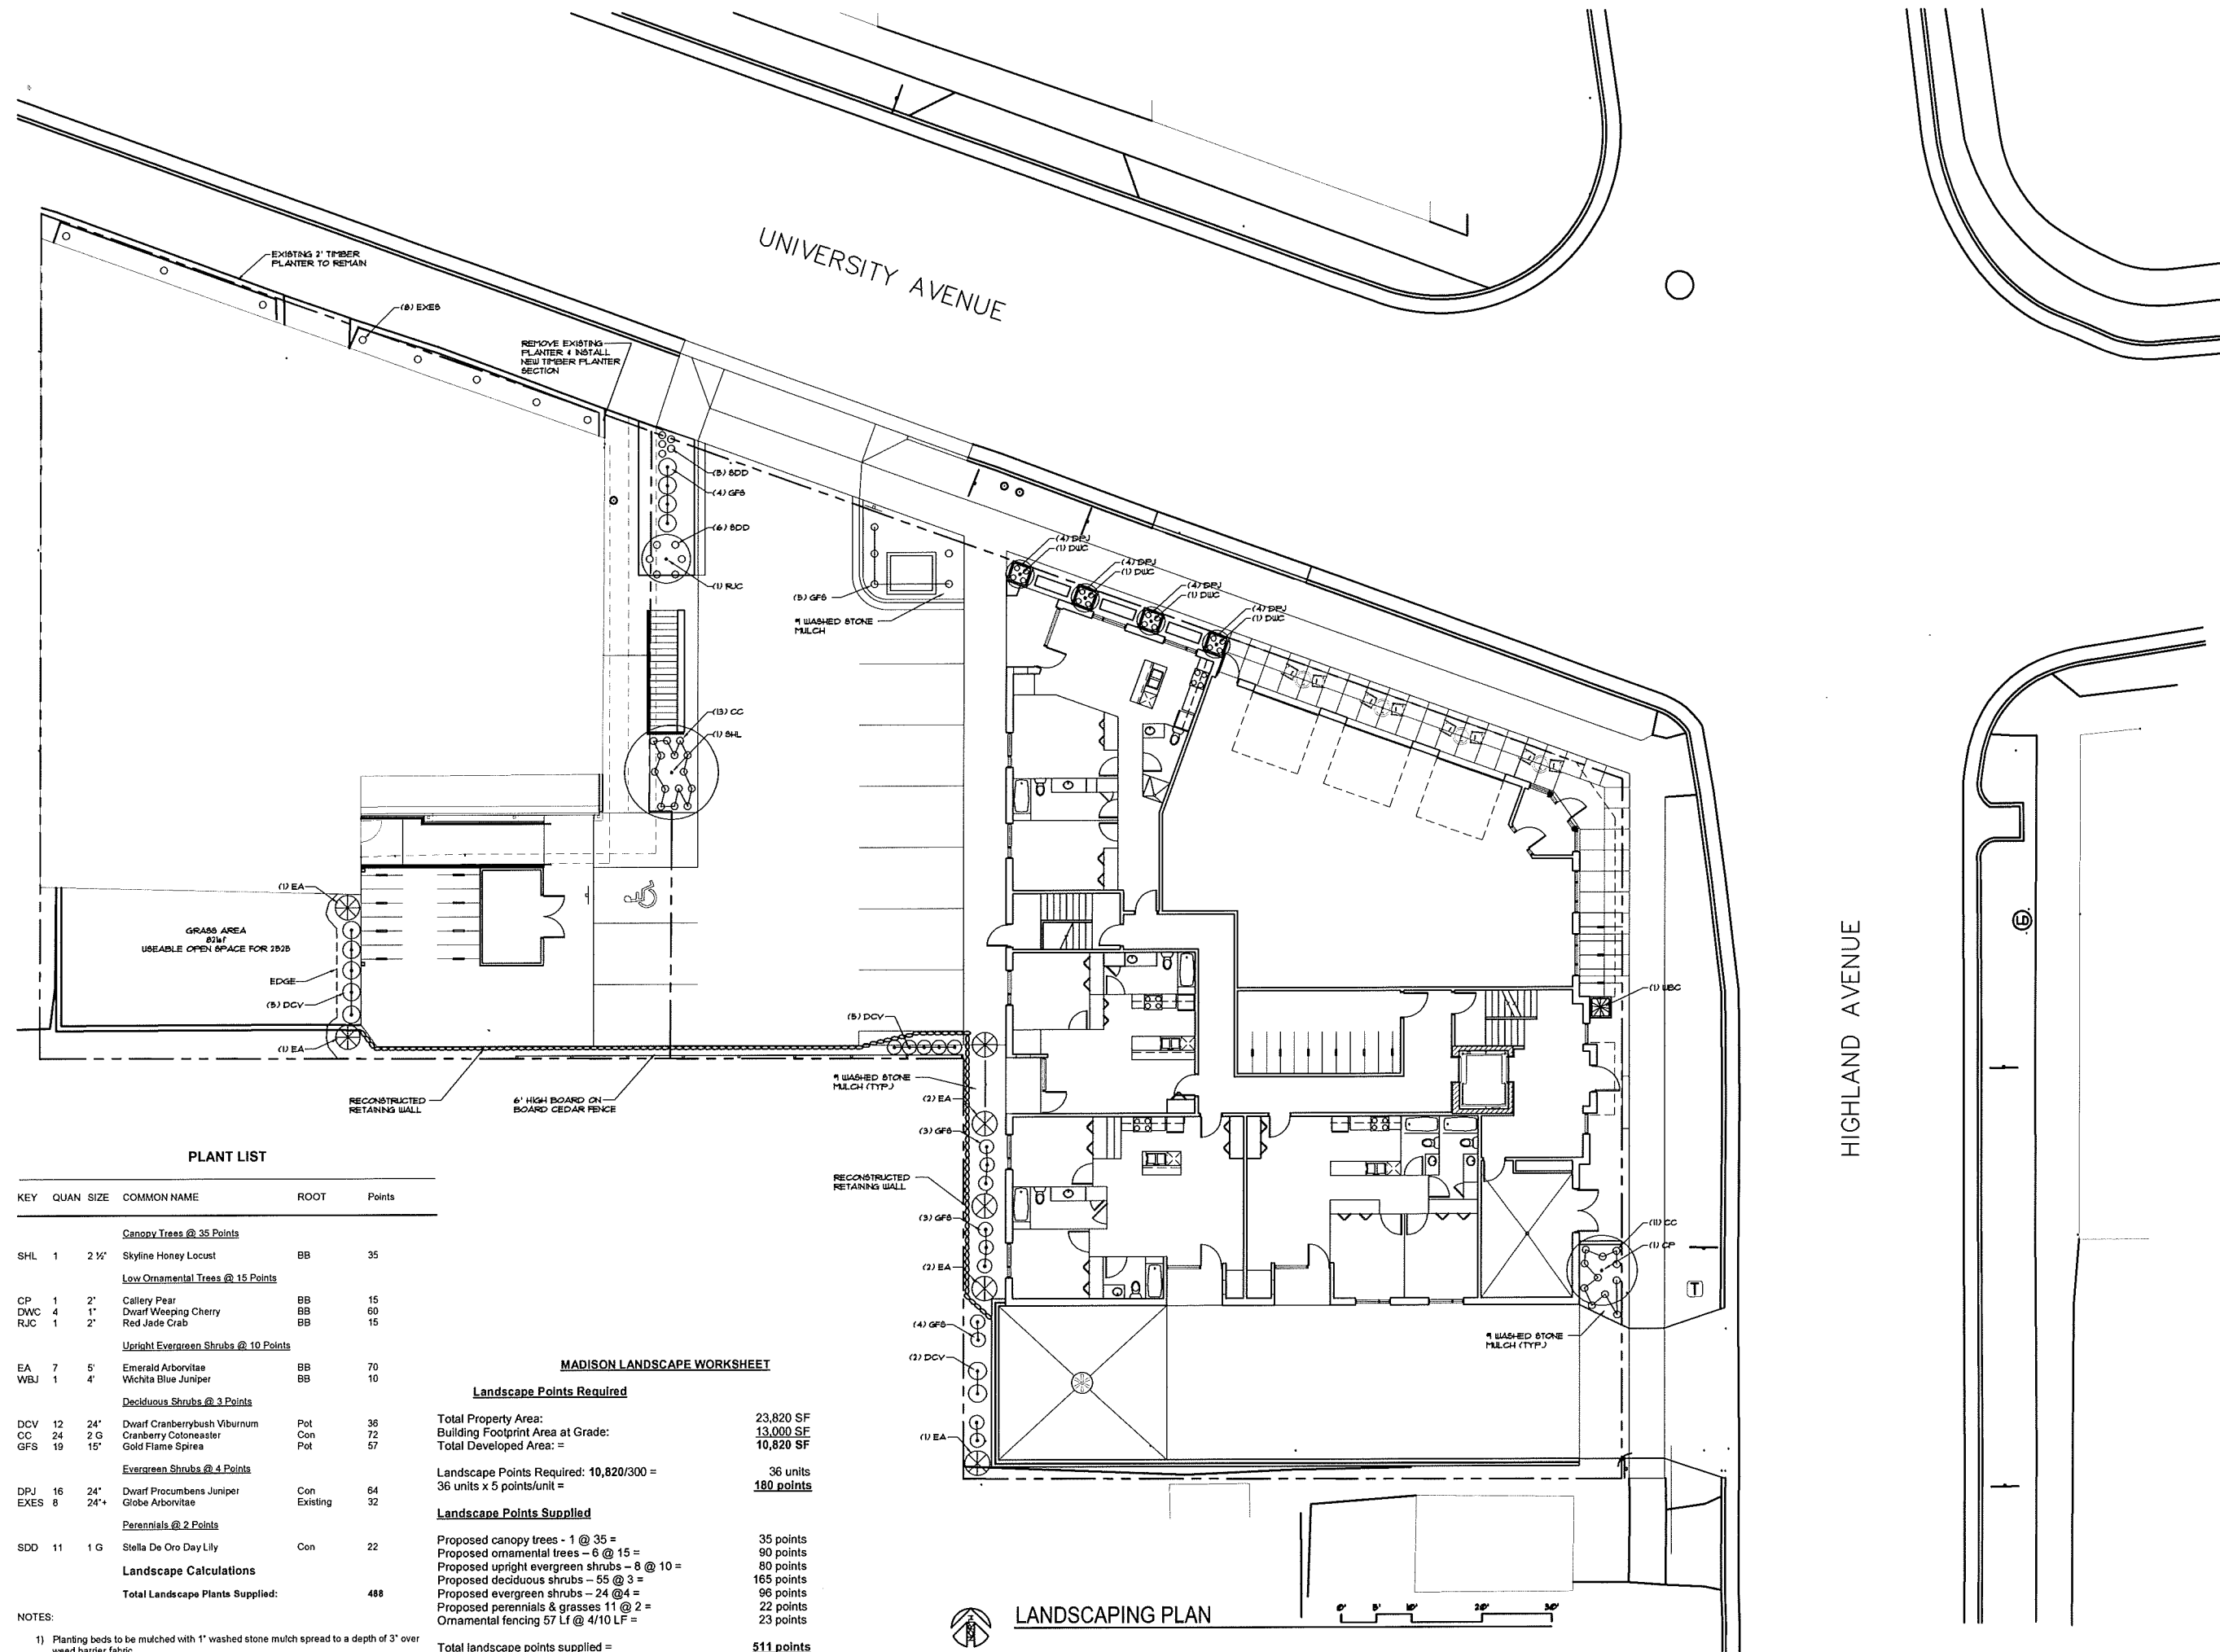 UNIVERSITY AVENUE
HIGHLAND AVENUE
EXISTING 2' TIMBER
PLANTER TO REMAIN
(8) EXES
REMOVE EXISTING
PLANTER & INSTALL
NEW TIMBER PLANTER
SECTION
(5) SDD
(4) GFS
(6) SDD
(1) RJC
(5) GFS
1" WASHED STONE
MULCH
(4) DPJ
(1) DWC
(4) DPJ
(1) DWC
(4) DPJ
(1) DWC
(4) DPJ
(1) DWC
(13) CC
(1) SHL
(1) EA
GRASS AREA
821sf
USEABLE OPEN SPACE FOR 2525
EDGE
(5) DCV
(1) EA
(5) DCV
(1) WBC
RECONSTRUCTED
RETAINING WALL
6' HIGH BOARD ON
BOARD CEDAR FENCE
1" WASHED STONE
MULCH (TYP.)
(2) EA
(3) GFS
RECONSTRUCTED
RETAINING WALL
(3) GFS
(2) EA
(4) GFS
(2) DCV
(1) EA
(11) CC
(1) CP
T
1" WASHED STONE
MULCH (TYP.)
PLANT LIST
KEY QUAN SIZE COMMON NAME ROOT Points
Canopy Trees @ 35 Points
SHL 1 2 ½" Skyline Honey Locust BB 35
Low Ornamental Trees @ 15 Points
CP 1 2" Callery Pear BB 15
DWC 4 1" Dwarf Weeping Cherry BB 60
RJC 1 2" Red Jade Crab BB 15
Upright Evergreen Shrubs @ 10 Points
EA 7 5' Emerald Arborvitae BB 70
WBJ 1 4' Wichita Blue Juniper BB 10
Deciduous Shrubs @ 3 Points
DCV 12 24" Dwarf Cranberrybush Viburnum Pot 36
CC 24 2 G Cranberry Cotoneaster Con 72
GFS 19 15" Gold Flame Spirea Pot 57
Evergreen Shrubs @ 4 Points
DPJ 16 24" Dwarf Procumbens Juniper Con 64
EXES 8 24"+ Globe Arborvitae Existing 32
Perennials @ 2 Points
SDD 11 1 G Stella De Oro Day Lily Con 22
Landscape Calculations
Total Landscape Plants Supplied: 488
NOTES:
1) Planting beds to be mulched with 1" washed stone mulch spread to a depth of 3" over
weed barrier fabric
MADISON LANDSCAPE WORKSHEET
Landscape Points Required
Total Property Area: 23,820 SF
Building Footprint Area at Grade: 13,000 SF
Total Developed Area: = 10,820 SF
Landscape Points Required: 10,820/300 = 36 units
36 units x 5 points/unit = 180 points
Landscape Points Supplied
Proposed canopy trees - 1 @ 35 = 35 points
Proposed ornamental trees – 6 @ 15 = 90 points
Proposed upright evergreen shrubs – 8 @ 10 = 80 points
Proposed deciduous shrubs – 55 @ 3 = 165 points
Proposed evergreen shrubs – 24 @4 = 96 points
Proposed perennials & grasses 11 @ 2 = 22 points
Ornamental fencing 57 Lf @ 4/10 LF = 23 points
Total landscape points supplied = 511 points
NORTH
LANDSCAPING PLAN
0' 5' 10' 20' 30'